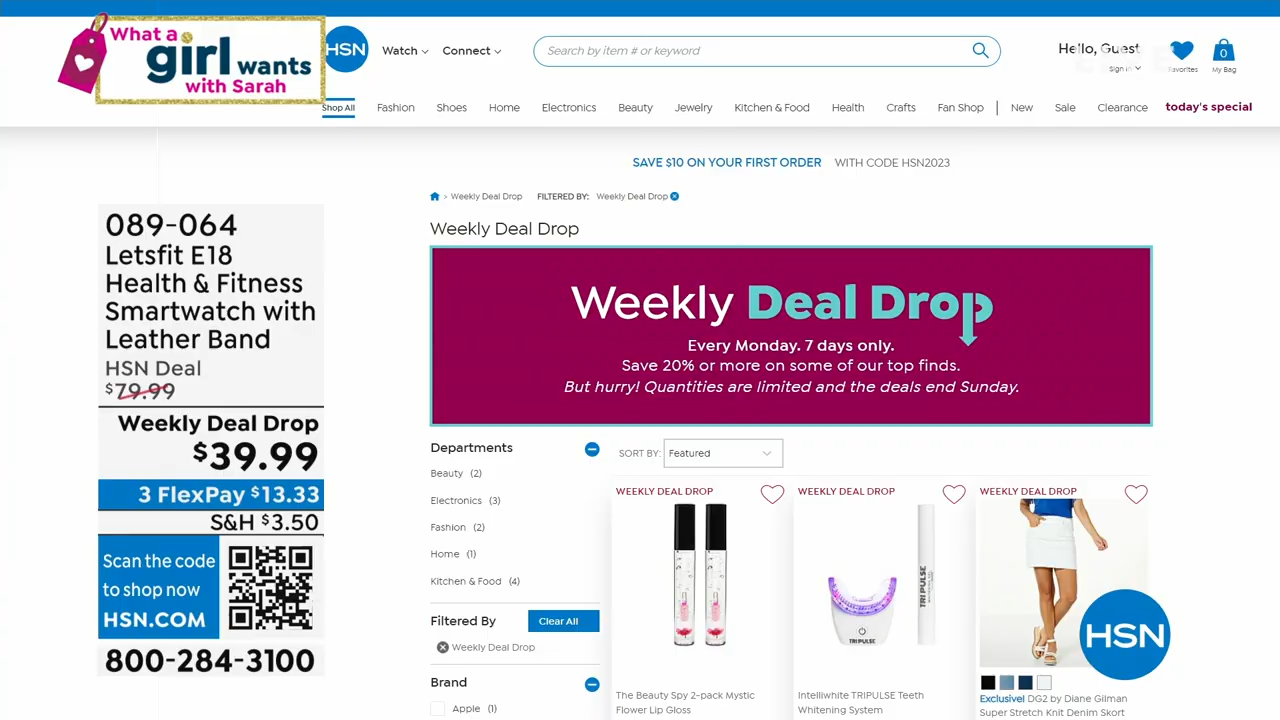 What a
girl wants
with Sarah
HSN
Watch
Connect
Search by item # or keyword
Hello, Guest
Sign In
Favorites
0
My Bag
Shop All
Fashion
Shoes
Home
Electronics
Beauty
Jewelry
Kitchen & Food
Health
Crafts
Fan Shop
New
Sale
Clearance
today's special
SAVE $10 ON YOUR FIRST ORDER WITH CODE HSN2023
> Weekly Deal Drop FILTERED BY: Weekly Deal Drop
Weekly Deal Drop
089-064
Letsfit E18
Health & Fitness
Smartwatch with
Leather Band
HSN Deal
$79.99
Weekly Deal Drop
$39.99
3 FlexPay $13.33
S&H $3.50
Scan the code
to shop now
HSN.COM
800-284-3100
Weekly Deal Drop
Every Monday. 7 days only.
Save 20% or more on some of our top finds.
But hurry! Quantities are limited and the deals end Sunday.
Departments
Beauty (2)
Electronics (3)
Fashion (2)
Home (1)
Kitchen & Food (4)
Filtered By
Clear All
Weekly Deal Drop
Brand
Apple (1)
SORT BY: Featured
WEEKLY DEAL DROP
The Beauty Spy 2-pack Mystic
Flower Lip Gloss
WEEKLY DEAL DROP
TRIPULSE
TRIPULSE
Intelliwhite TRIPULSE Teeth
Whitening System
WEEKLY DEAL DROP
HSN
Exclusive! DG2 by Diane Gilman
Super Stretch Knit Denim Skort